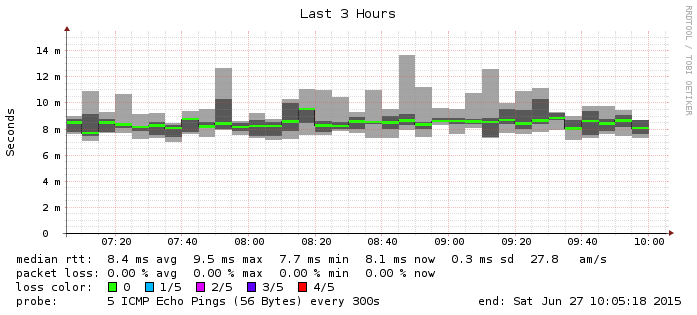 Last 3 Hours
RRDTOOL / TOBI OETIKER
Seconds
14 m
12 m
10 m
8 m
6 m
4 m
2 m
0
07:20 07:40 08:00 08:20 08:40 09:00 09:20 09:40 10:00
median rtt: 8.4 ms avg 9.5 ms max 7.7 ms min 8.1 ms now 0.3 ms sd 27.8 am/s
packet loss: 0.00 % avg 0.00 % max 0.00 % min 0.00 % now
loss color: 0 1/5 2/5 3/5 4/5
probe: 5 ICMP Echo Pings (56 Bytes) every 300s end: Sat Jun 27 10:05:18 2015